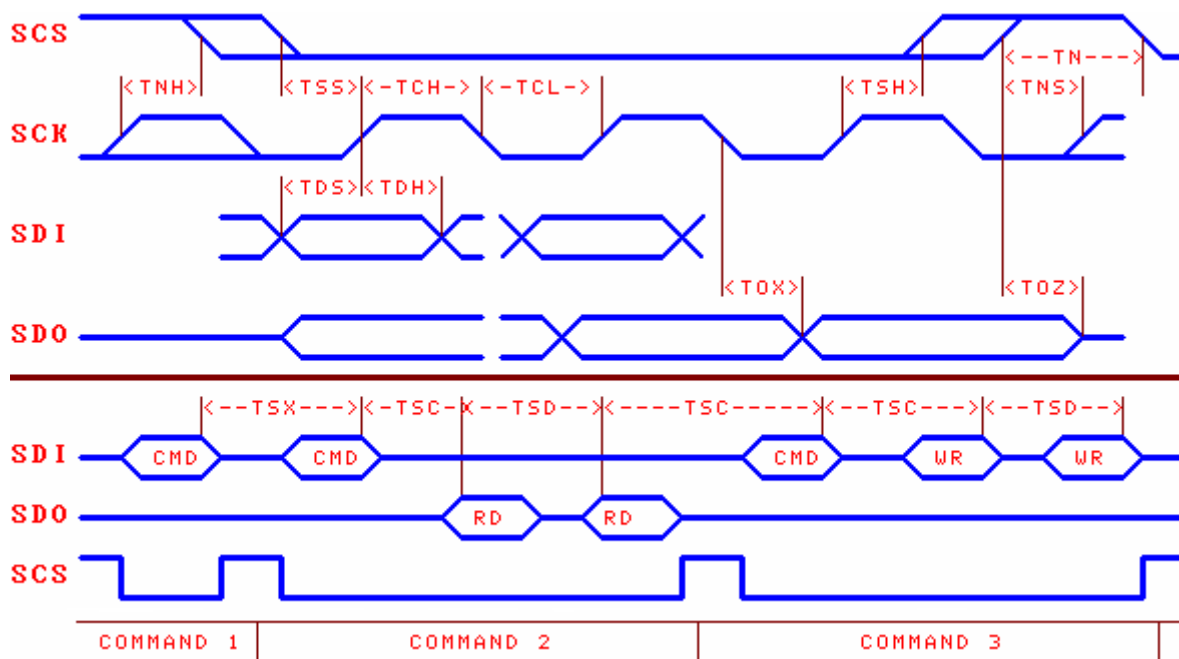 SCS <--TN--->
<TNH> <TSS> <-TCH-> <-TCL-> <TSH> <TNS>
SCK
<TDS> <TDH>
SDI
<TOX> <TOZ>
SDO
<--TSX---> <-TSC-X--TSD--> <----TSC-----> <--TSC---> <--TSD-->
SDI CMD CMD CMD WR WR
SDO RD RD
SCS
COMMAND 1 COMMAND 2 COMMAND 3